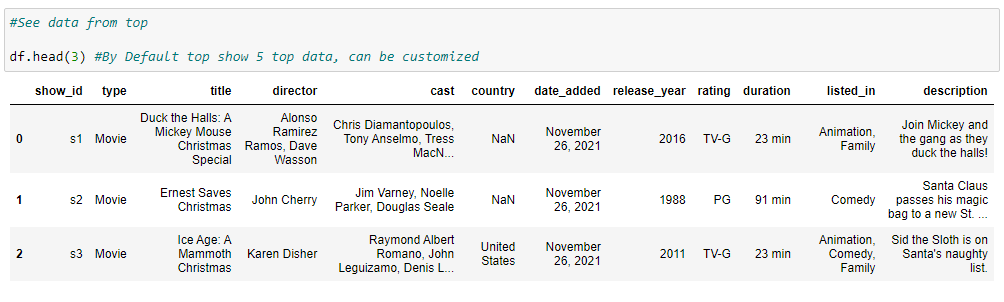 #See data from top
df.head(3) #By Default top show 5 top data, can be customized
show_id type title director cast country date_added release_year rating duration listed_in description
0 s1 Movie Duck the Halls: A Mickey Mouse Christmas Special Alonso Ramirez Ramos, Dave Wasson Chris Diamantopoulos, Tony Anselmo, Tress MacN... NaN November 26, 2021 2016 TV-G 23 min Animation, Family Join Mickey and the gang as they duck the halls!
1 s2 Movie Ernest Saves Christmas John Cherry Jim Varney, Noelle Parker, Douglas Seale NaN November 26, 2021 1988 PG 91 min Comedy Santa Claus passes his magic bag to a new St. ...
2 s3 Movie Ice Age: A Mammoth Christmas Karen Disher Raymond Albert Romano, John Leguizamo, Denis L... United States November 26, 2021 2011 TV-G 23 min Animation, Comedy, Family Sid the Sloth is on Santa's naughty list.